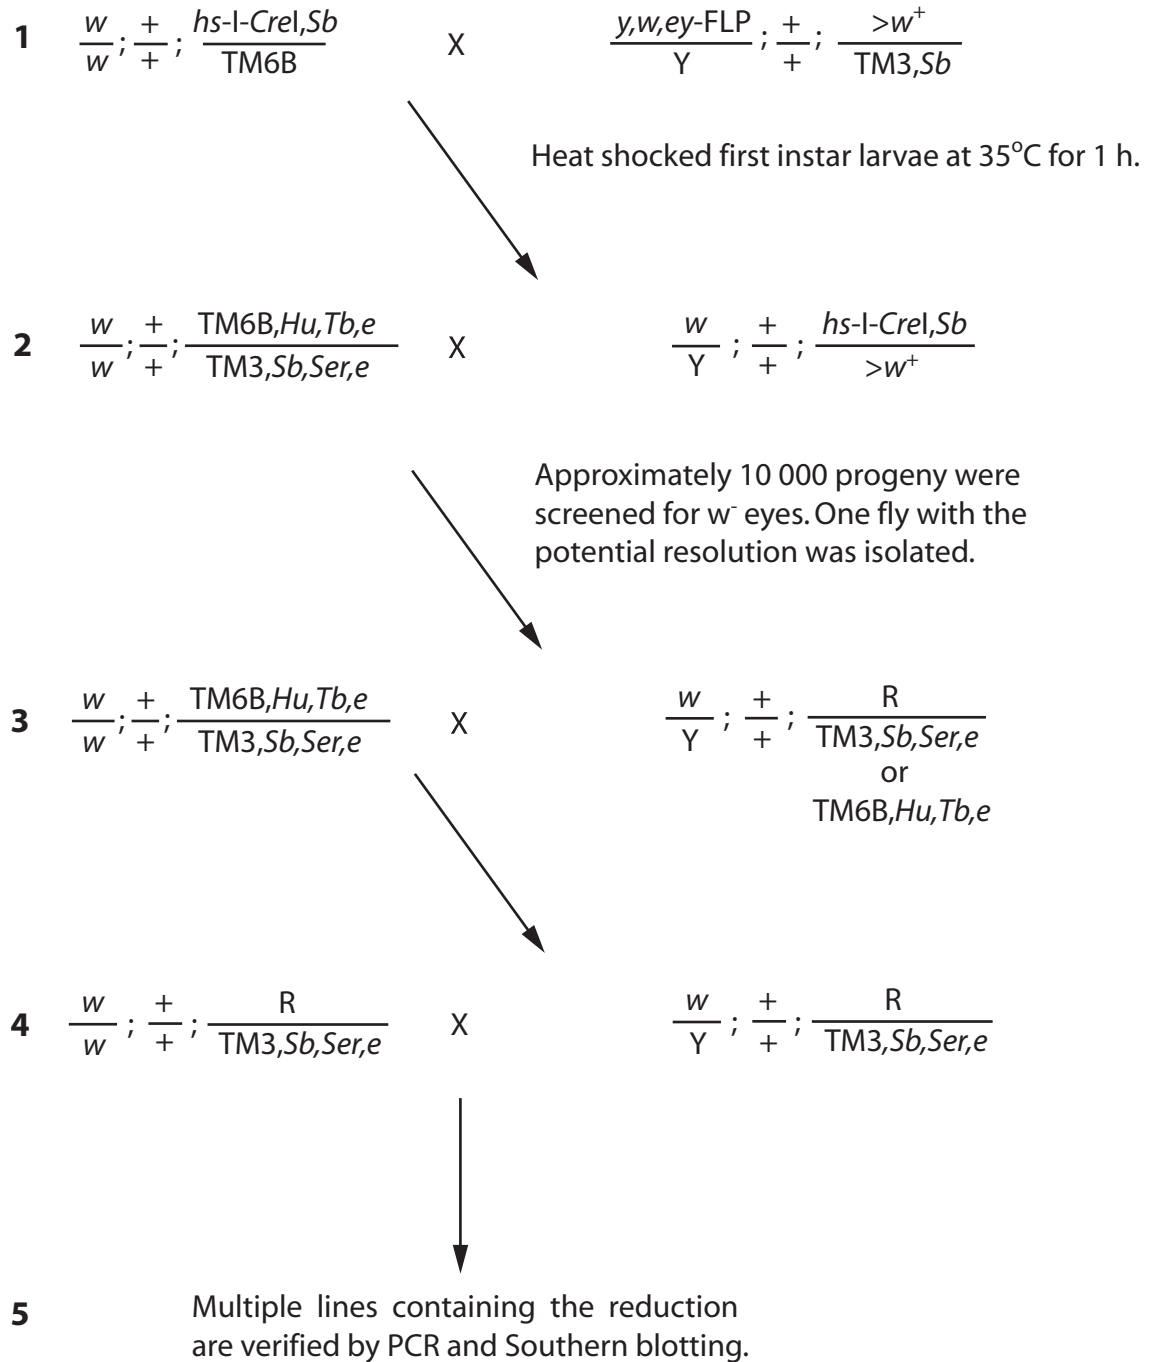 1 w/w ; +/+ ; hs-I-CreI,Sb/TM6B X y,w,ey-FLP/Y ; +/+ ; >w⁺/TM3,Sb
Heat shocked first instar larvae at 35°C for 1 h.
2 w/w ; +/+ ; TM6B,Hu,Tb,e/TM3,Sb,Ser,e X w/Y ; +/+ ; hs-I-CreI,Sb/>w⁺
Approximately 10 000 progeny were
screened for w⁻ eyes. One fly with the
potential resolution was isolated.
3 w/w ; +/+ ; TM6B,Hu,Tb,e/TM3,Sb,Ser,e X w/Y ; +/+ ; R/TM3,Sb,Ser,e
or
TM6B,Hu,Tb,e
4 w/w ; +/+ ; R/TM3,Sb,Ser,e X w/Y ; +/+ ; R/TM3,Sb,Ser,e
5 Multiple lines containing the reduction
are verified by PCR and Southern blotting.